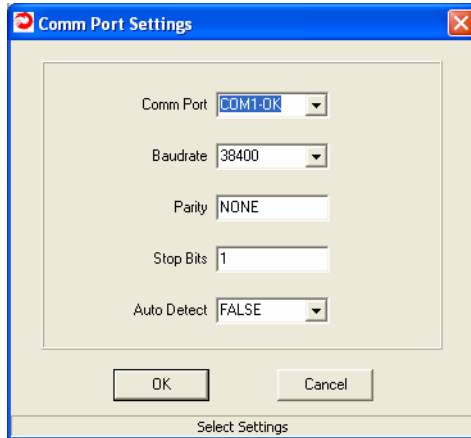 Comm Port Settings
Comm Port COM1-OK
Baudrate 38400
Parity NONE
Stop Bits 1
Auto Detect FALSE
OK Cancel
Select Settings